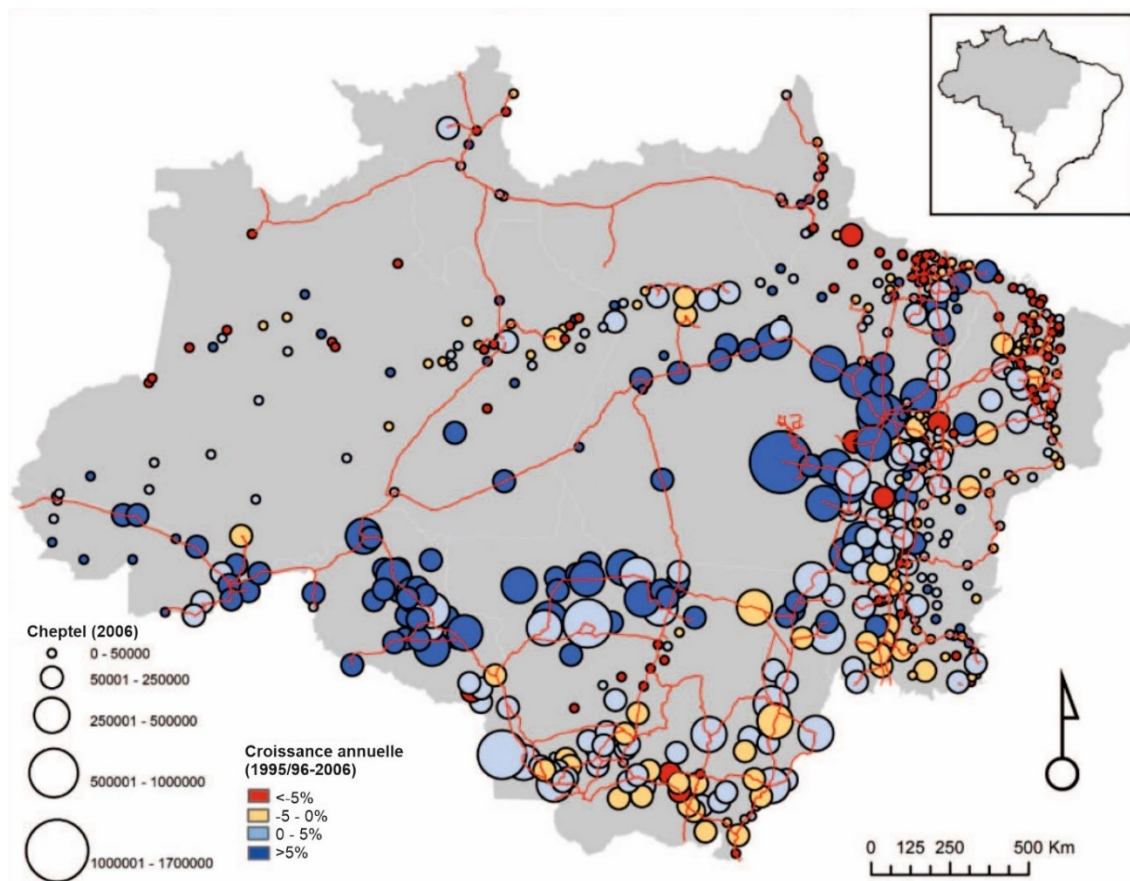 Cheptel (2006)
0 - 50000
50001 - 250000
250001 - 500000
500001 - 1000000
1000001 - 1700000
Croissance annuelle
(1995/96-2006)
<-5%
-5 - 0%
0 - 5%
>5%
0 125 250 500 Km